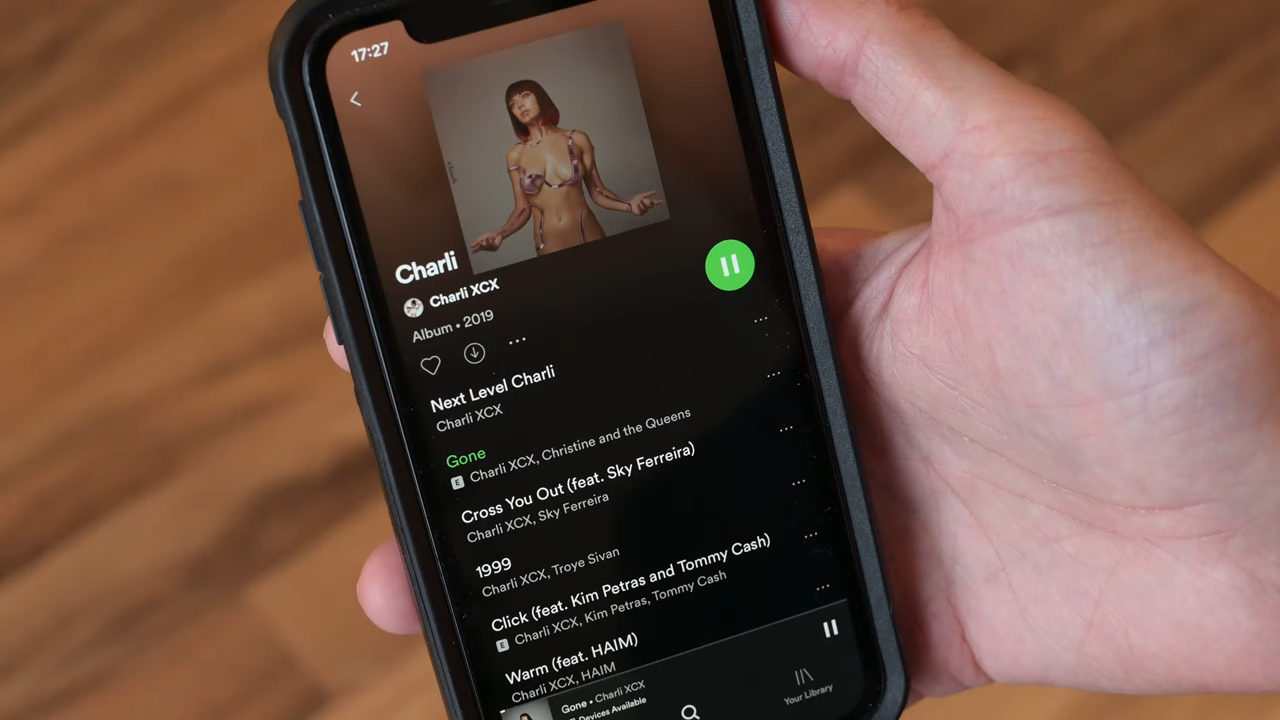 17:27
Charli
Charli XCX
Album • 2019
Next Level Charli
Charli XCX
Gone
E Charli XCX, Christine and the Queens
Cross You Out (feat. Sky Ferreira)
Charli XCX, Sky Ferreira
1999
Charli XCX, Troye Sivan
Click (feat. Kim Petras and Tommy Cash)
E Charli XCX, Kim Petras, Tommy Cash
Warm (feat. HAIM)
Charli XCX, HAIM
Gone • Charli XCX
Devices Available
Your Library